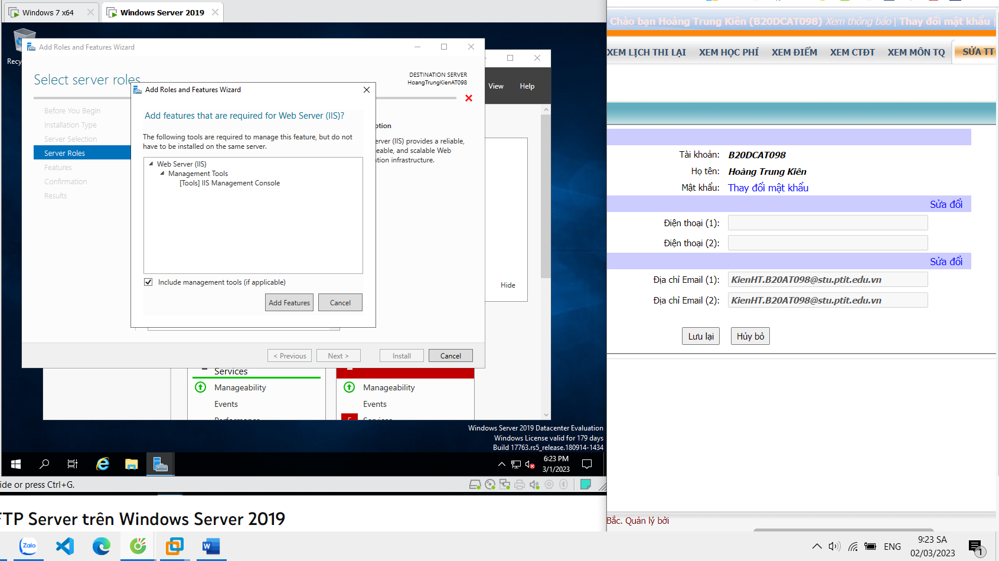 Windows 7 x64
Windows Server 2019
Add Roles and Features Wizard
Select server roles
DESTINATION SERVER
HoangTrungKienAT098
Before You Begin
Installation Type
Server Selection
Server Roles
Features
Confirmation
Results
Add Roles and Features Wizard
Add features that are required for Web Server (IIS)?
The following tools are required to manage this feature, but do not
have to be installed on the same server.
Web Server (IIS)
Management Tools
[Tools] IIS Management Console
Include management tools (if applicable)
Add Features
Cancel
ption
erver (IIS) provides a reliable,
eable, and scalable Web
tion infrastructure.
< Previous
Next >
Install
Cancel
View
Help
Hide
Services
Manageability
Events
Performance
Manageability
Events
5
Services
Windows Server 2019 Datacenter Evaluation
Windows License valid for 179 days
Build 17763.rs5_release.180914-1434
6:23 PM
3/1/2023
ide or press Ctrl+G.
FTP Server trên Windows Server 2019
Chào bạn Hoàng Trung Kiên (B20DCAT098) Xem thông báo | Thay đổi mật khẩu |
XEM LỊCH THI LẠI
XEM HỌC PHÍ
XEM ĐIỂM
XEM CTĐT
XEM MÔN TQ
SỬA TT
Tài khoản: B20DCAT098
Họ tên: Hoàng Trung Kiên
Mật khẩu: Thay đổi mật khẩu
Sửa đổi
Điện thoại (1):
Điện thoại (2):
Sửa đổi
Địa chỉ Email (1): KienHT.B20AT098@stu.ptit.edu.vn
Địa chỉ Email (2): KienHT.B20AT098@stu.ptit.edu.vn
Lưu lại
Hủy bỏ
Bắc. Quản lý bởi
Zalo
W
ENG
9:23 SA
02/03/2023
1